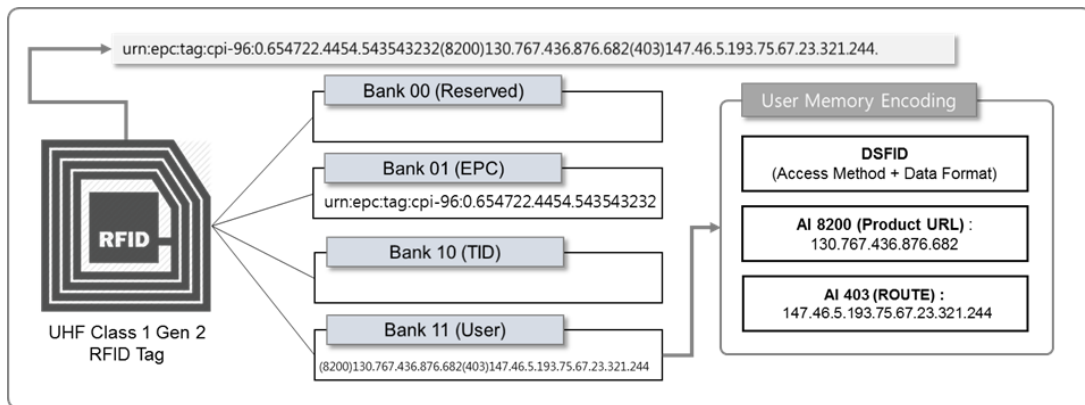 urn:epc:tag:cpi-96:0.654722.4454.543543232(8200)130.767.436.876.682(403)147.46.5.193.75.67.23.321.244.
RFID
UHF Class 1 Gen 2
RFID Tag
Bank 00 (Reserved)
Bank 01 (EPC)
urn:epc:tag:cpi-96:0.654722.4454.543543232
Bank 10 (TID)
Bank 11 (User)
(8200)130.767.436.876.682(403)147.46.5.193.75.67.23.321.244
User Memory Encoding
DSFID
(Access Method + Data Format)
AI 8200 (Product URL) :
130.767.436.876.682
AI 403 (ROUTE) :
147.46.5.193.75.67.23.321.244